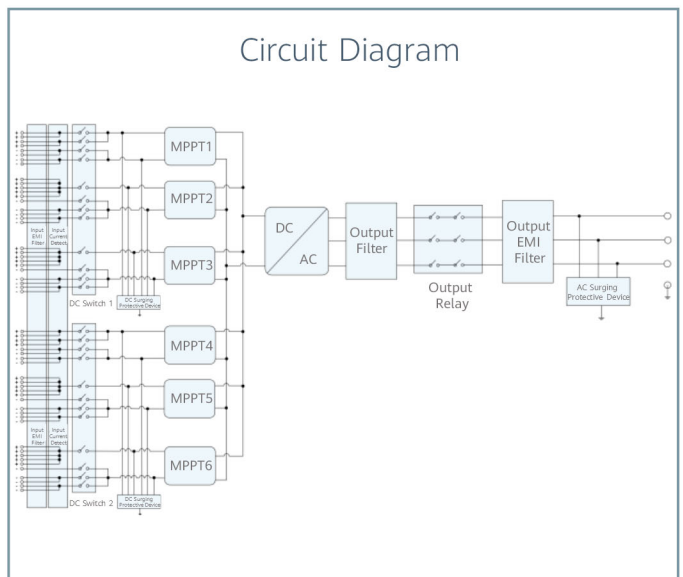 Circuit Diagram
MPPT1
MPPT2
MPPT3
Input
EMI
Filter
Input
Current
Detect.
DC Switch 1
DC Surging
Protective Device
MPPT4
MPPT5
MPPT6
Input
EMI
Filter
Input
Current
Detect.
DC Switch 2
DC Surging
Protective Device
DC
AC
Output
Filter
Output
Relay
Output
EMI
Filter
AC Surging
Protective Device